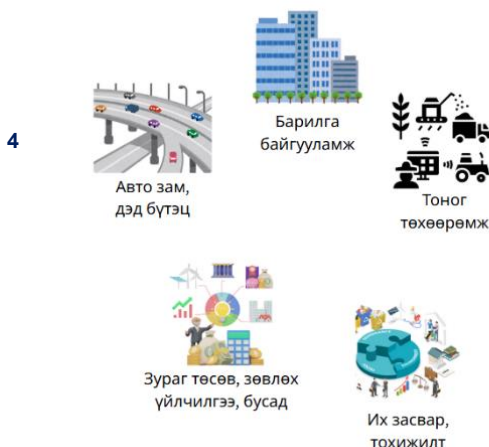 Барилга
байгууламж
4
Авто зам,
дэд бүтэц
Тоног
төхөөрөмж
Зураг төсөв, зөвлөх
үйлчилгээ, бусад
Их засвар,
тохижилт